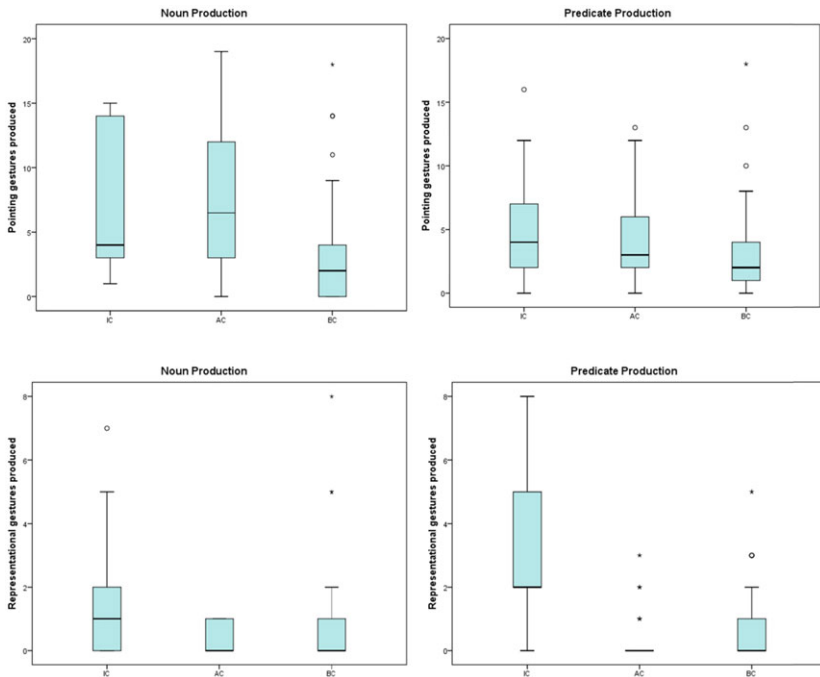 Noun Production
Pointing gestures produced
20
15
10
5
0
IC AC BC
Predicate Production
Pointing gestures produced
20
15
10
5
0
IC AC BC
Noun Production
Representational gestures produced
8
6
4
2
0
IC AC BC
Predicate Production
Representational gestures produced
8
6
4
2
0
IC AC BC